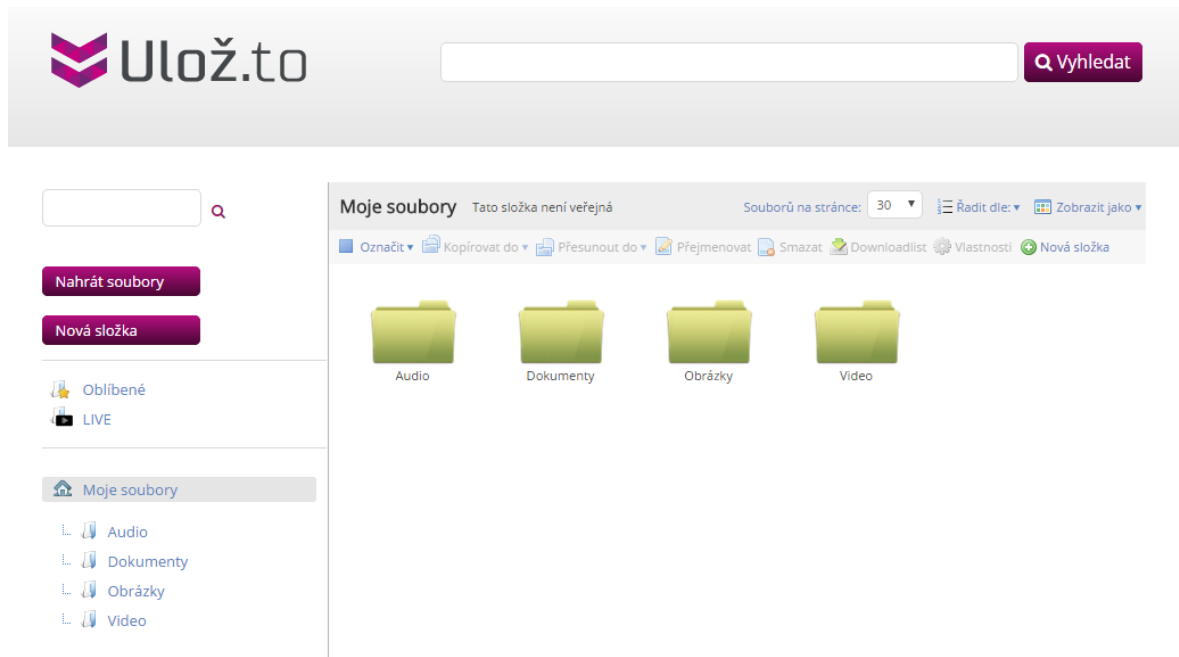 Ulož.to
Vyhledat
Moje soubory Tato složka není veřejná Souborů na stránce: 30 Řadit dle: Zobrazit jako
Označit Kopírovat do Přesunout do Přejmenovat Smazat Downloadlist Vlastnosti Nová složka
Nahrát soubory
Nová složka
Audio Dokumenty Obrázky Video
Oblíbené
LIVE
Moje soubory
Audio
Dokumenty
Obrázky
Video